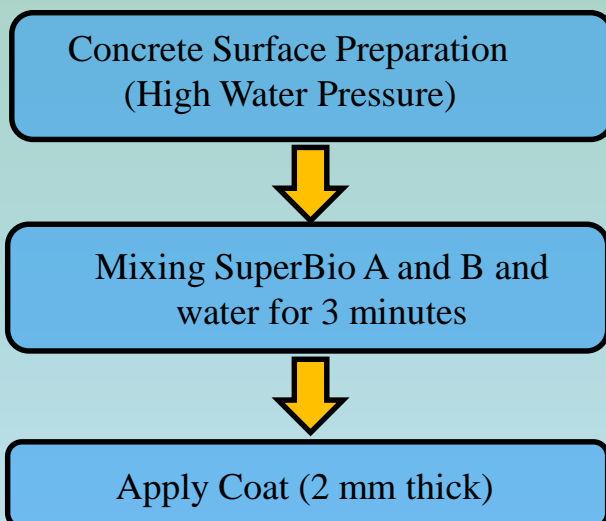 Concrete Surface Preparation
(High Water Pressure)
Mixing SuperBio A and B and
water for 3 minutes
Apply Coat (2 mm thick)